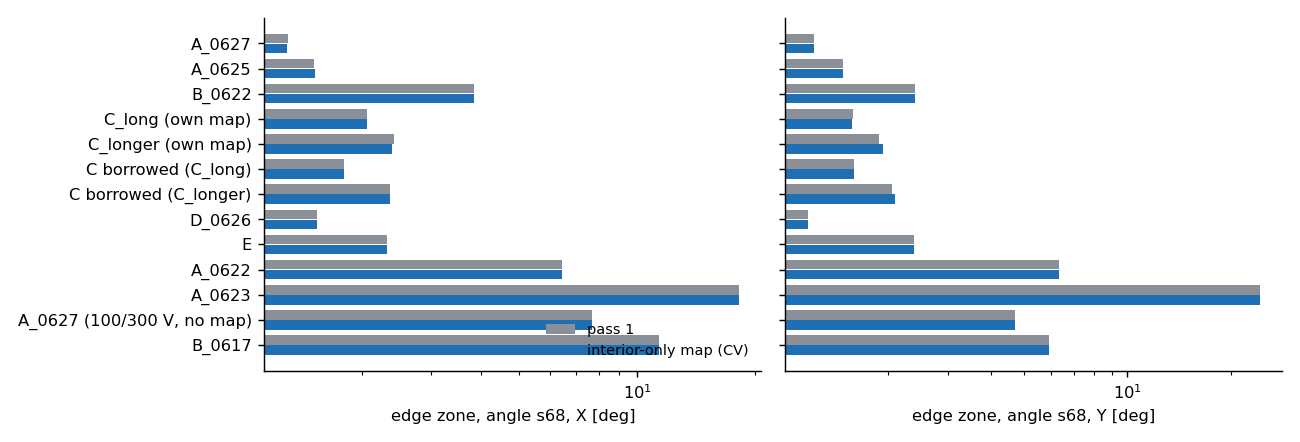 A_0627
A_0625
B_0622
C_long (own map)
C_longer (own map)
C borrowed (C_long)
C borrowed (C_longer)
D_0626
E
A_0622
A_0623
A_0627 (100/300 V, no map)
B_0617
pass 1
interior-only map (CV)
10¹
10¹
edge zone, angle s68, X [deg]
edge zone, angle s68, Y [deg]